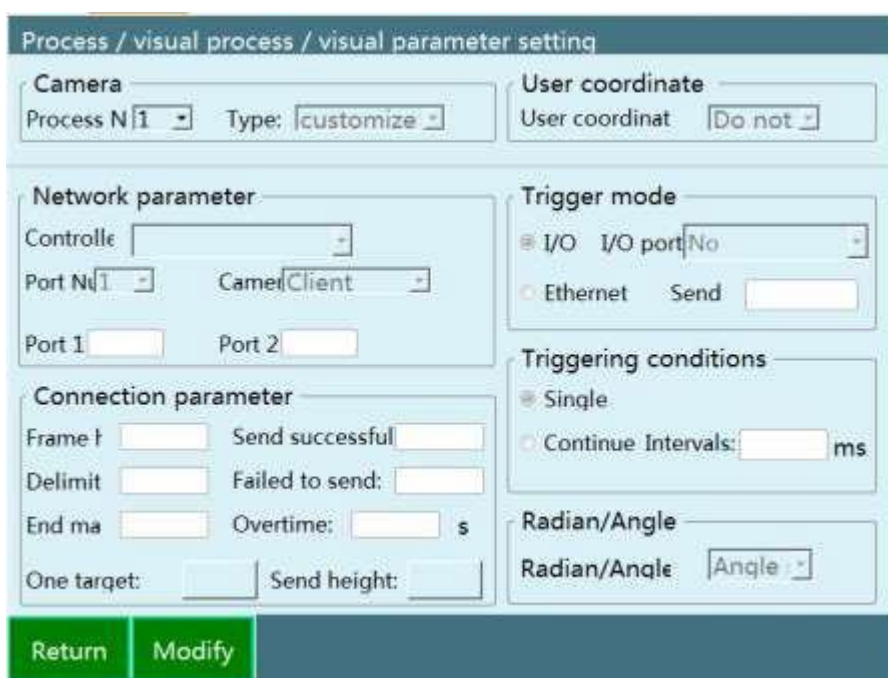 Process / visual process / visual parameter setting
Camera
Process N 1 Type: customize
User coordinate
User coordinat Do not
Network parameter
Controlle
Port Nu 1 Camer Client
Port 1 Port 2
Trigger mode
I/O I/O port No
Ethernet Send
Triggering conditions
Single
Continue Intervals: ms
Connection parameter
Frame h Send successful
Delimit Failed to send:
End ma Overtime: s
One target: Send height:
Radian/Angle
Radian/Angle Angle
Return Modify